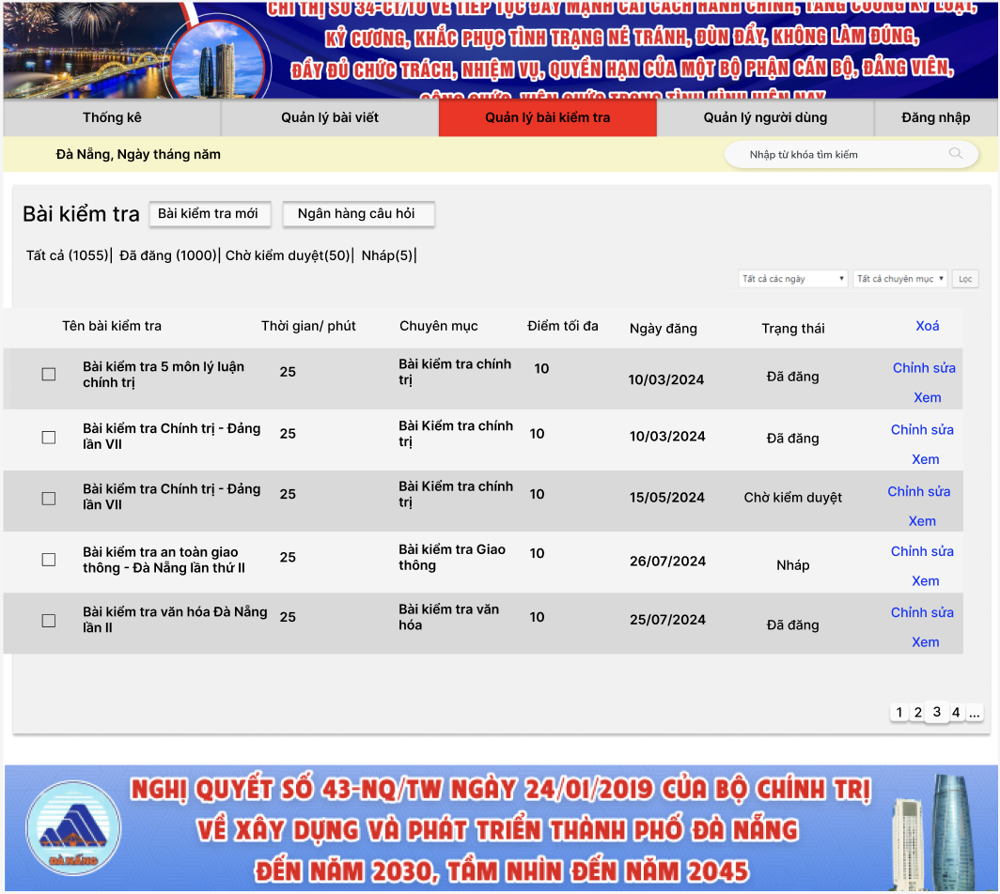 CHỈ THỊ SỐ 34-CT/TU VỀ TIẾP TỤC ĐẨY MẠNH CẢI CÁCH HÀNH CHÍNH, TĂNG CƯỜNG KỶ LUẬT,
KỶ CƯƠNG, KHẮC PHỤC TÌNH TRẠNG NÉ TRÁNH, ĐÙN ĐẨY, KHÔNG LÀM ĐÚNG,
ĐẦY ĐỦ CHỨC TRÁCH, NHIỆM VỤ, QUYỀN HẠN CỦA MỘT BỘ PHẬN CÁN BỘ, ĐẢNG VIÊN,
CÔNG CHỨC, VIÊN CHỨC TRONG TÌNH HÌNH HIỆN NAY
Thống kê Quản lý bài viết Quản lý bài kiểm tra Quản lý người dùng Đăng nhập
Đà Nẵng, Ngày tháng năm Nhập từ khóa tìm kiếm
Bài kiểm tra Bài kiểm tra mới Ngân hàng câu hỏi
Tất cả (1055)| Đã đăng (1000)| Chờ kiểm duyệt(50)| Nháp(5)|
Tất cả các ngày Tất cả chuyên mục Lọc
Tên bài kiểm tra Thời gian/ phút Chuyên mục Điểm tối đa Ngày đăng Trạng thái Xoá
Bài kiểm tra 5 môn lý luận
chính trị
25
Bài kiểm tra chính
trị
10
10/03/2024
Đã đăng
Chỉnh sửa
Xem
Bài kiểm tra Chính trị - Đảng
lần VII
25
Bài Kiểm tra chính
trị
10
10/03/2024
Đã đăng
Chỉnh sửa
Xem
Bài kiểm tra Chính trị - Đảng
lần VII
25
Bài Kiểm tra chính
trị
10
15/05/2024
Chờ kiểm duyệt
Chỉnh sửa
Xem
Bài kiểm tra an toàn giao
thông - Đà Nẵng lần thứ II
25
Bài kiểm tra Giao
thông
10
26/07/2024
Nháp
Chỉnh sửa
Xem
Bài kiểm tra văn hóa Đà Nẵng
lần II
25
Bài kiểm tra văn
hóa
10
25/07/2024
Đã đăng
Chỉnh sửa
Xem
1 2 3 4 ...
NGHỊ QUYẾT SỐ 43-NQ/TW NGÀY 24/01/2019 CỦA BỘ CHÍNH TRỊ
VỀ XÂY DỰNG VÀ PHÁT TRIỂN THÀNH PHỐ ĐÀ NẴNG
ĐẾN NĂM 2030, TẦM NHÌN ĐẾN NĂM 2045
ĐÀ NẴNG